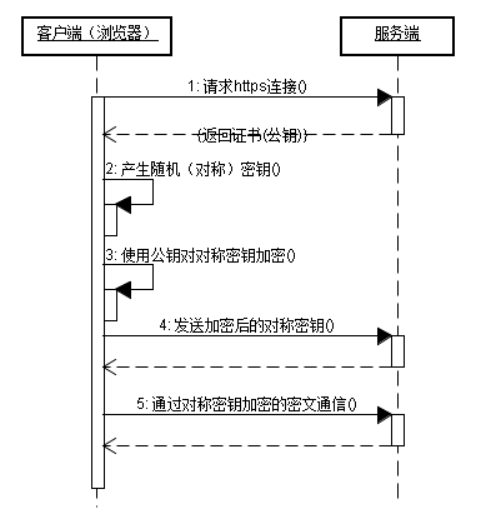 客户端（浏览器）
服务端
1: 请求https连接()
(返回证书(公钥))
2: 产生随机（对称）密钥()
3: 使用公钥对对称密钥加密()
4: 发送加密后的对称密钥()
5: 通过对称密钥加密的密文通信()